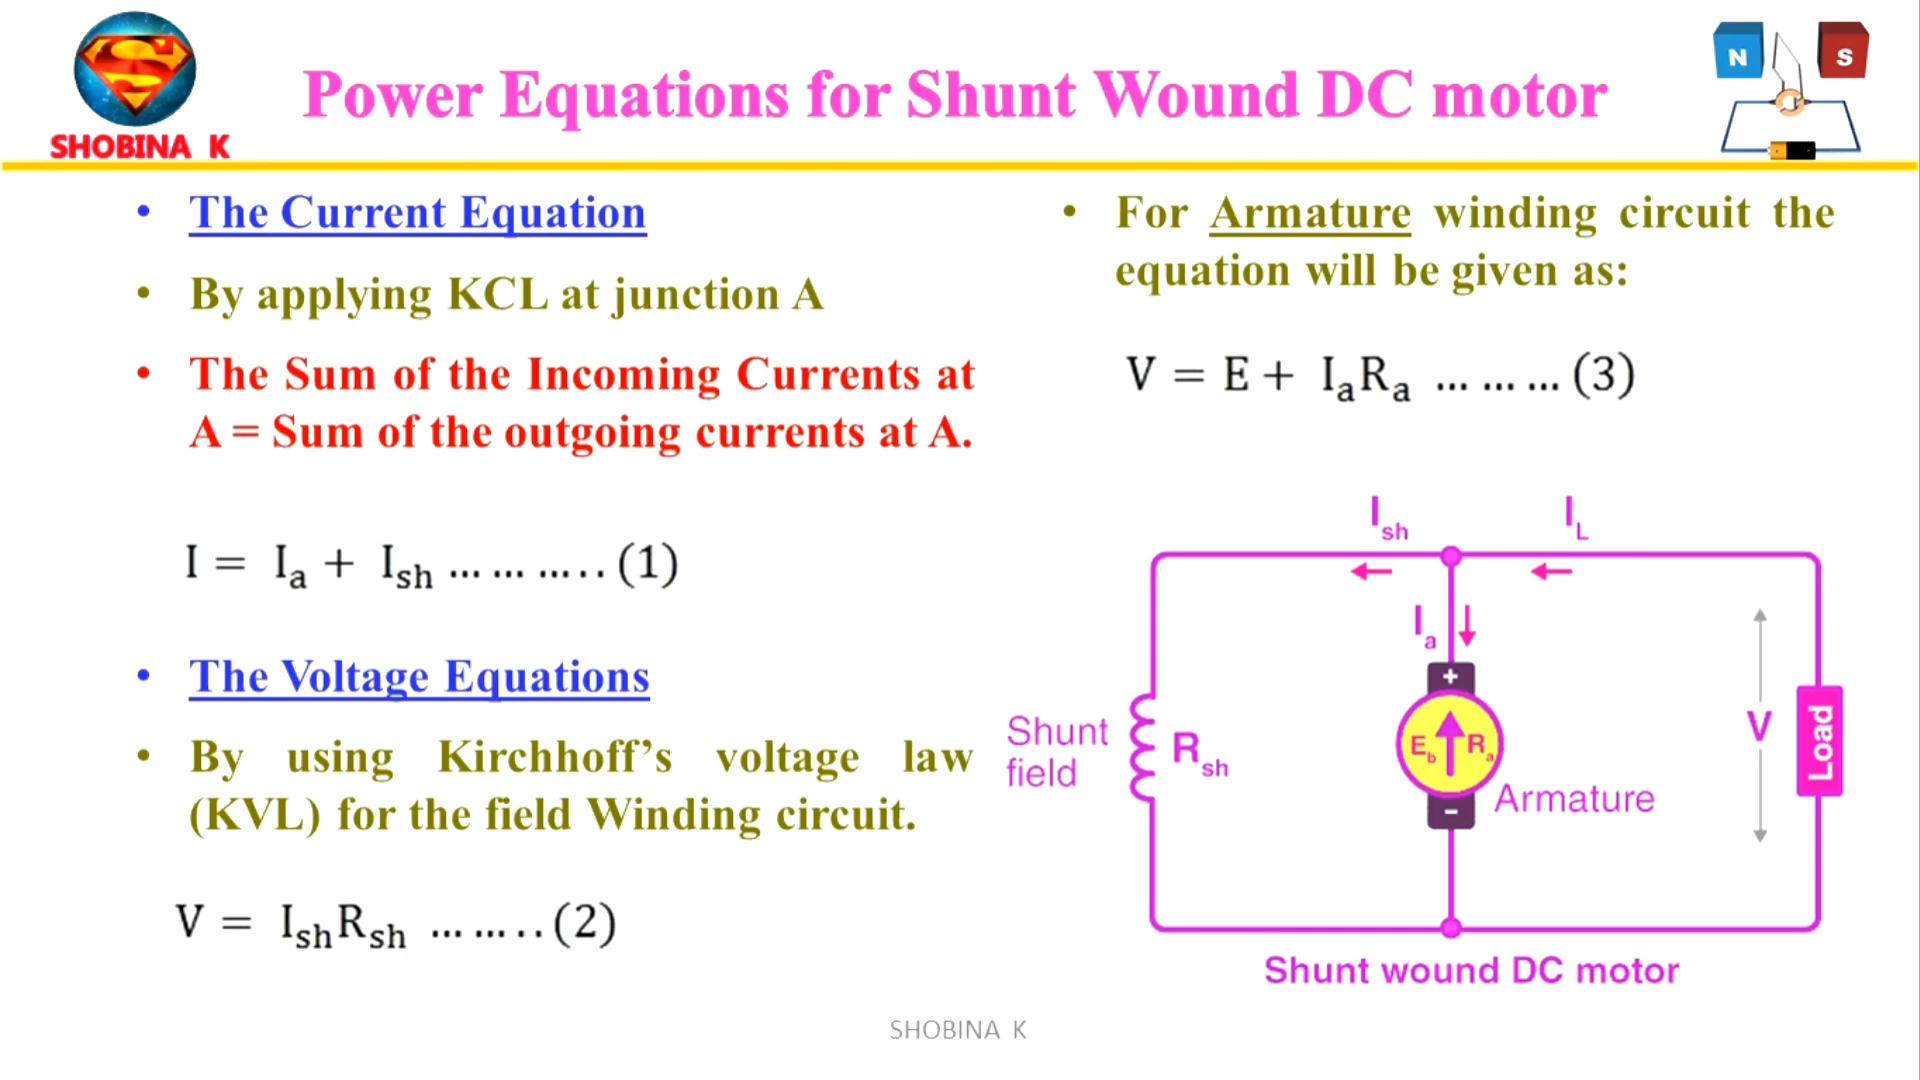 SHOBINA K
Power Equations for Shunt Wound DC motor
N
S
• The Current Equation
• By applying KCL at junction A
• The Sum of the Incoming Currents at
A = Sum of the outgoing currents at A.
I = Iₐ + Iₛₕ ... ... ... . . (1)
• The Voltage Equations
• By using Kirchhoff’s voltage law
(KVL) for the field Winding circuit.
V = IₛₕRₛₕ ... ... . . (2)
• For Armature winding circuit the
equation will be given as:
V = E + IₐRₐ ... ... ... (3)
Iₛₕ
I_L
Iₐ
+
Shunt
field
Rₛₕ
E_b
Rₐ
V
Load
Armature
-
Shunt wound DC motor
SHOBINA K